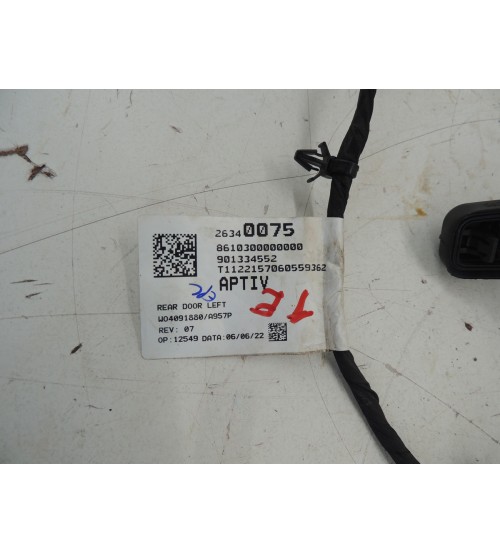 2634 0075
8610300000000
901334552
T1122157060559362
APTIV
REAR DOOR LEFT
W04091880/A957P
REV: 07
OP:12549 DATA:06/06/22